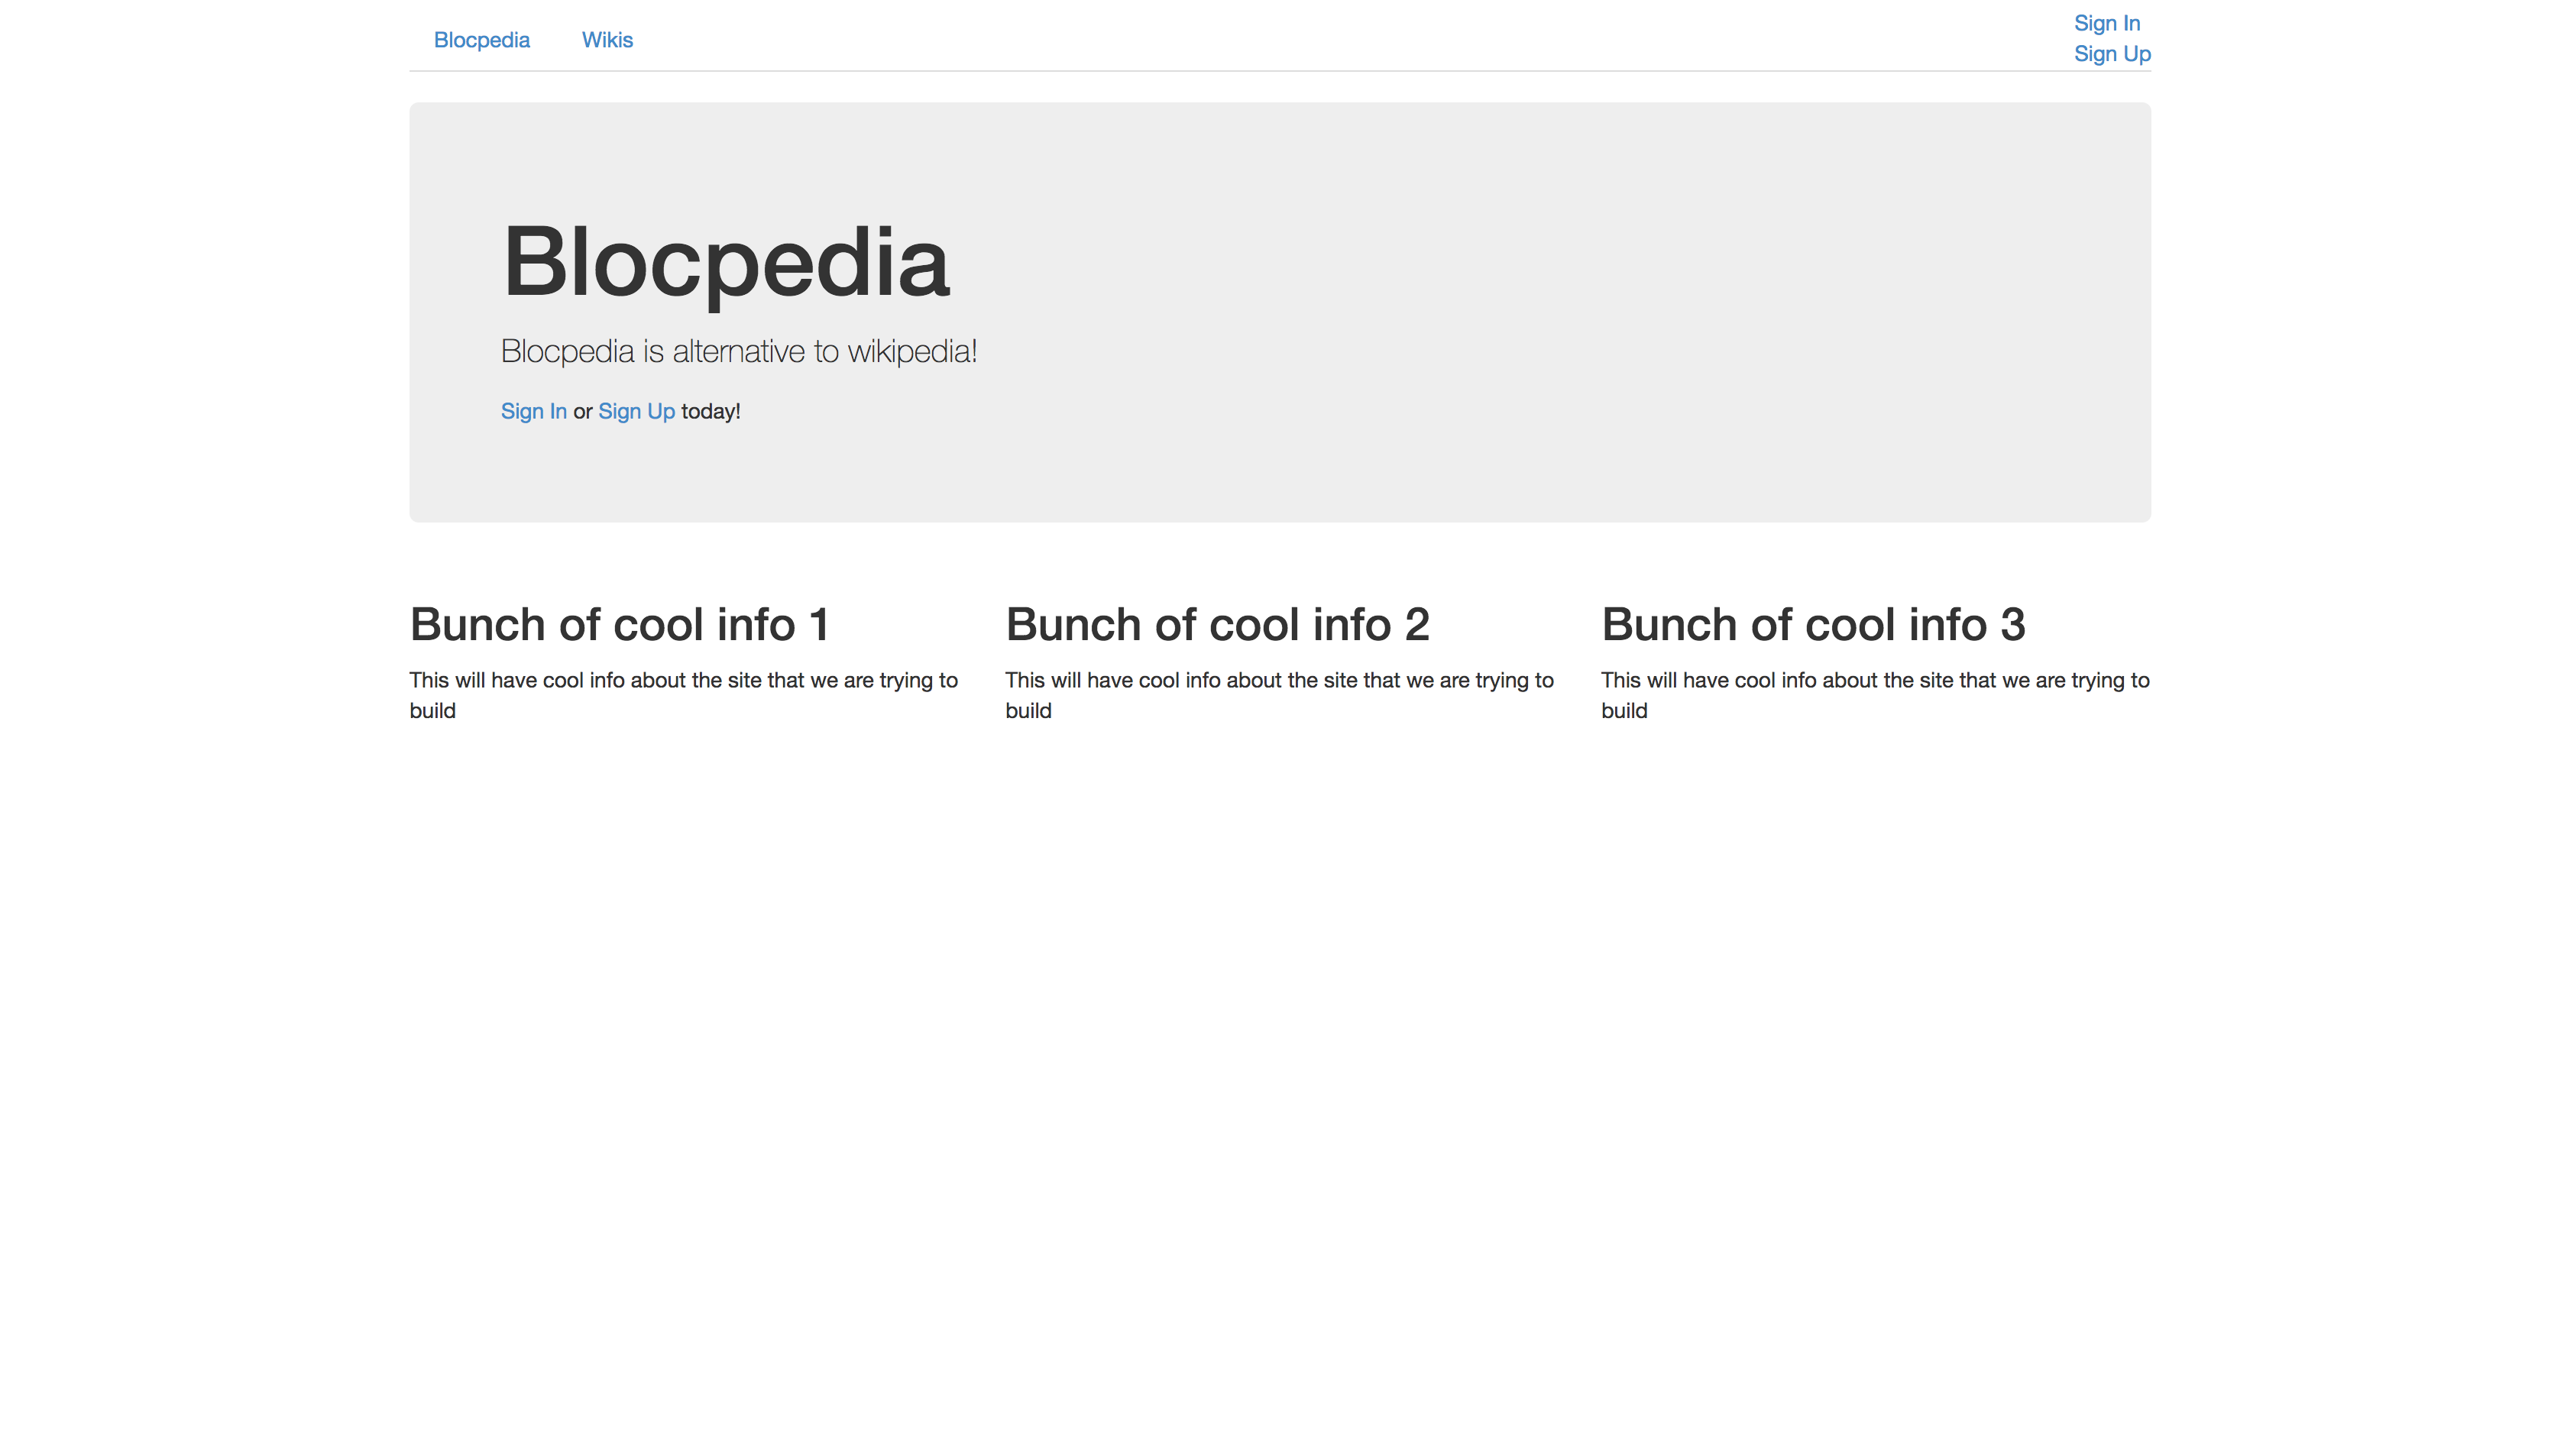 Blocpedia Wikis
Sign In
Sign Up
Blocpedia
Blocpedia is alternative to wikipedia!
Sign In or Sign Up today!
Bunch of cool info 1
This will have cool info about the site that we are trying to
build
Bunch of cool info 2
This will have cool info about the site that we are trying to
build
Bunch of cool info 3
This will have cool info about the site that we are trying to
build